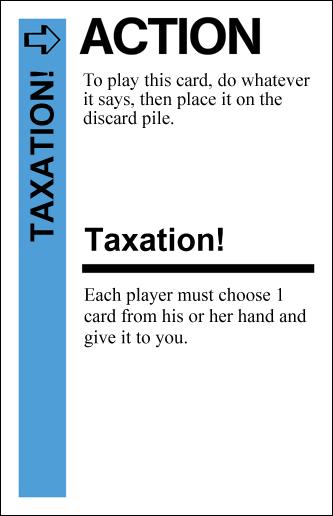 ACTION
To play this card, do whatever
it says, then place it on the
discard pile.
TAXATION!
Taxation!
Each player must choose 1
card from his or her hand and
give it to you.